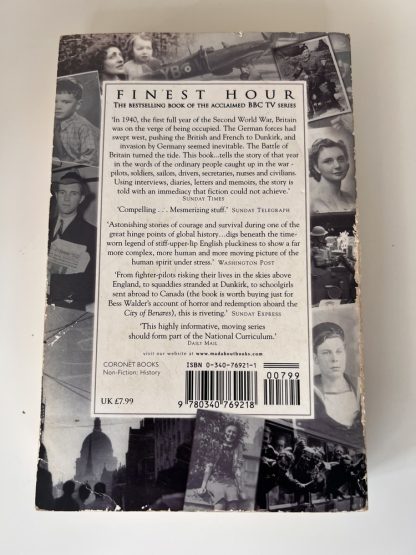 FINEST HOUR
THE BESTSELLING BOOK OF THE ACCLAIMED BBC TV SERIES
'In 1940, the first full year of the Second World War, Britain
was on the verge of being occupied. The German forces had
swept west, pushing the British and French to Dunkirk, and
invasion by Germany seemed inevitable. The Battle of
Britain turned the tide. This book...tells the story of that year
in the words of the ordinary people caught up in the war -
pilots, soldiers, sailors, drivers, secretaries, nurses and civilians.
Using interviews, diaries, letters and memoirs, the story is
told with an immediacy that fiction could not achieve.'
SUNDAY TIMES
'Compelling . . . Mesmerizing stuff.' SUNDAY TELEGRAPH
'Astonishing stories of courage and survival during one of the
great hinge points of global history...digs beneath the time-
worn legend of stiff-upper-lip English pluckiness to show a far
more complex, more human and more moving picture of the
human spirit under stress.' WASHINGTON POST
'From fighter-pilots risking their lives in the skies above
England, to squaddies stranded at Dunkirk, to schoolgirls
sent abroad to Canada (the book is worth buying just for
Bess Walder's account of horror and redemption aboard the
City of Benares), this is riveting.' SUNDAY EXPRESS
'This highly informative, moving series
should form part of the National Curriculum.'
DAILY MAIL
visit our website at www.madaboutbooks.com
CORONET BOOKS
Non-Fiction: History
UK £7.99
ISBN 0-340-76921-1
00799
9 780340 769218